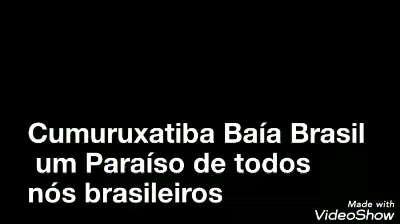 Cumuruxatiba Baía Brasil
um Paraíso de todos
nós brasileiros
Made with
VideoShow